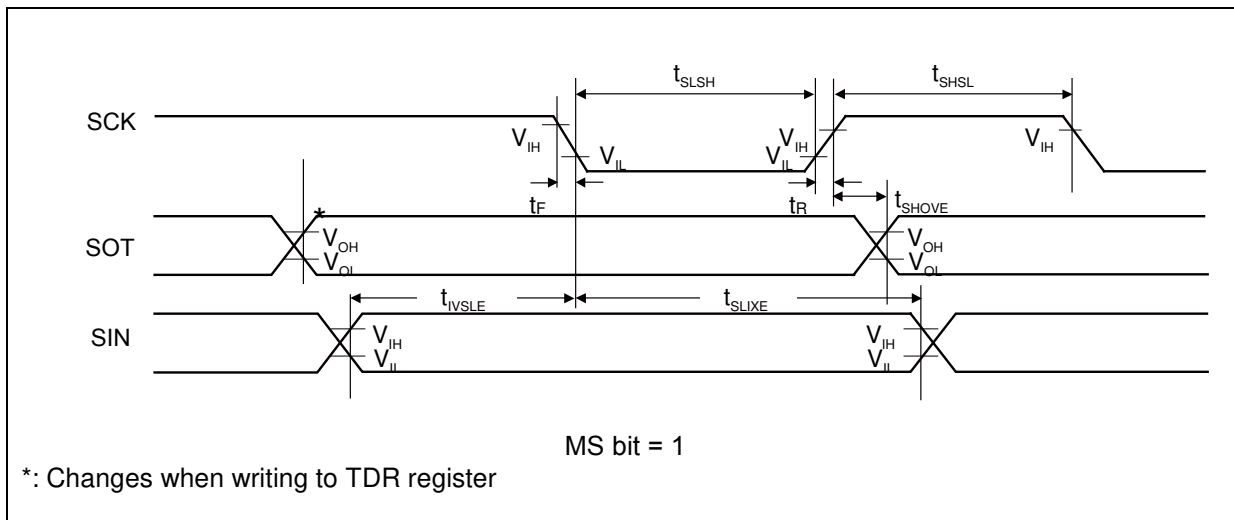 tSLSH
tSHSL
SCK
VIH
VIL
VIH
VIL
VIH
tF
tR
tSHOVE
*
SOT
VOH
VOL
VOH
VOL
tIVSLE
tSLIXE
SIN
VIH
VIL
VIH
VIL
MS bit = 1
*: Changes when writing to TDR register